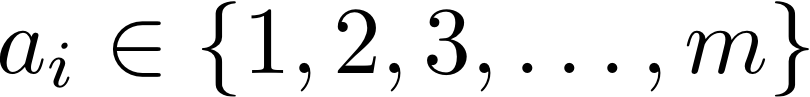 a_i ∈ {1, 2, 3, . . . , m}